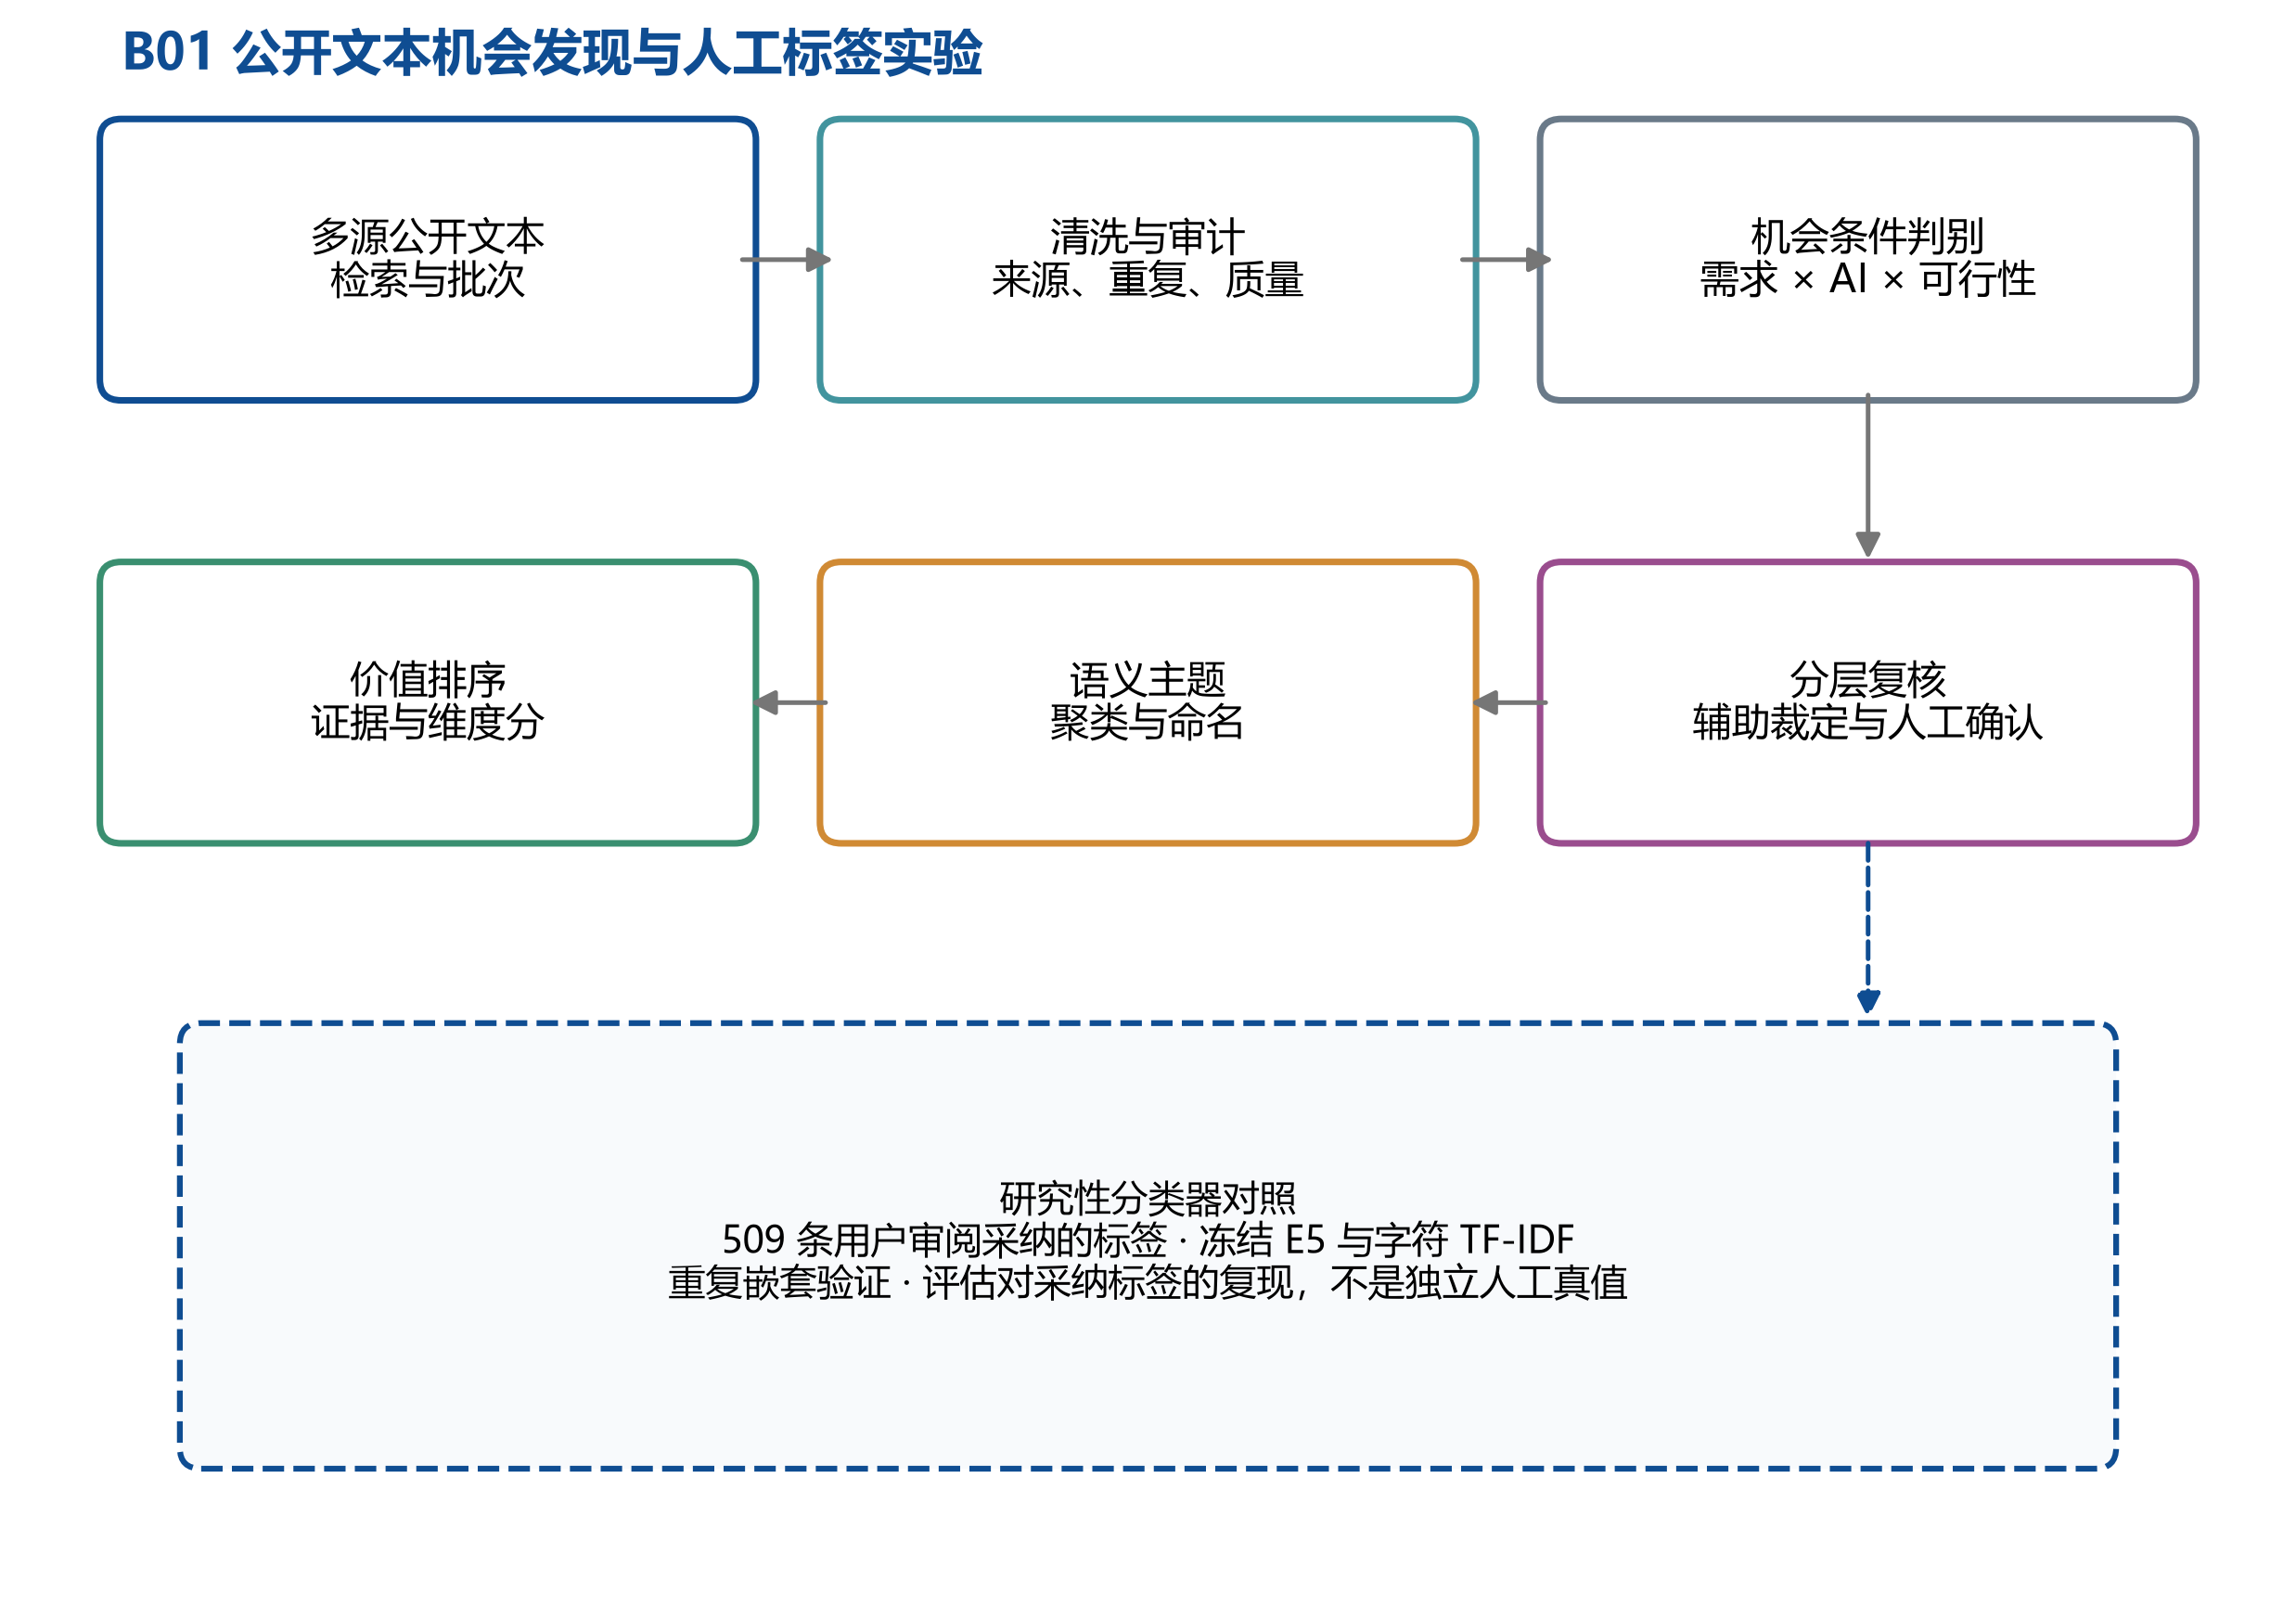 B01 公开文本机会发现与人工标签实验
多源公开文本
标签与批次
清洗与审计
来源、重复、质量
机会条件判别
需求 × AI × 可行性
价值排序
证据与缩窄分
语义主题
聚类与命名
分层复核
辅助裁决与人工确认
研究性分类器对照
509 条用户审阅采纳的标签 · 冻结 E5 与字符 TF-IDF
重复嵌套验证 · 评估对采纳标签的复现，不是独立人工真值